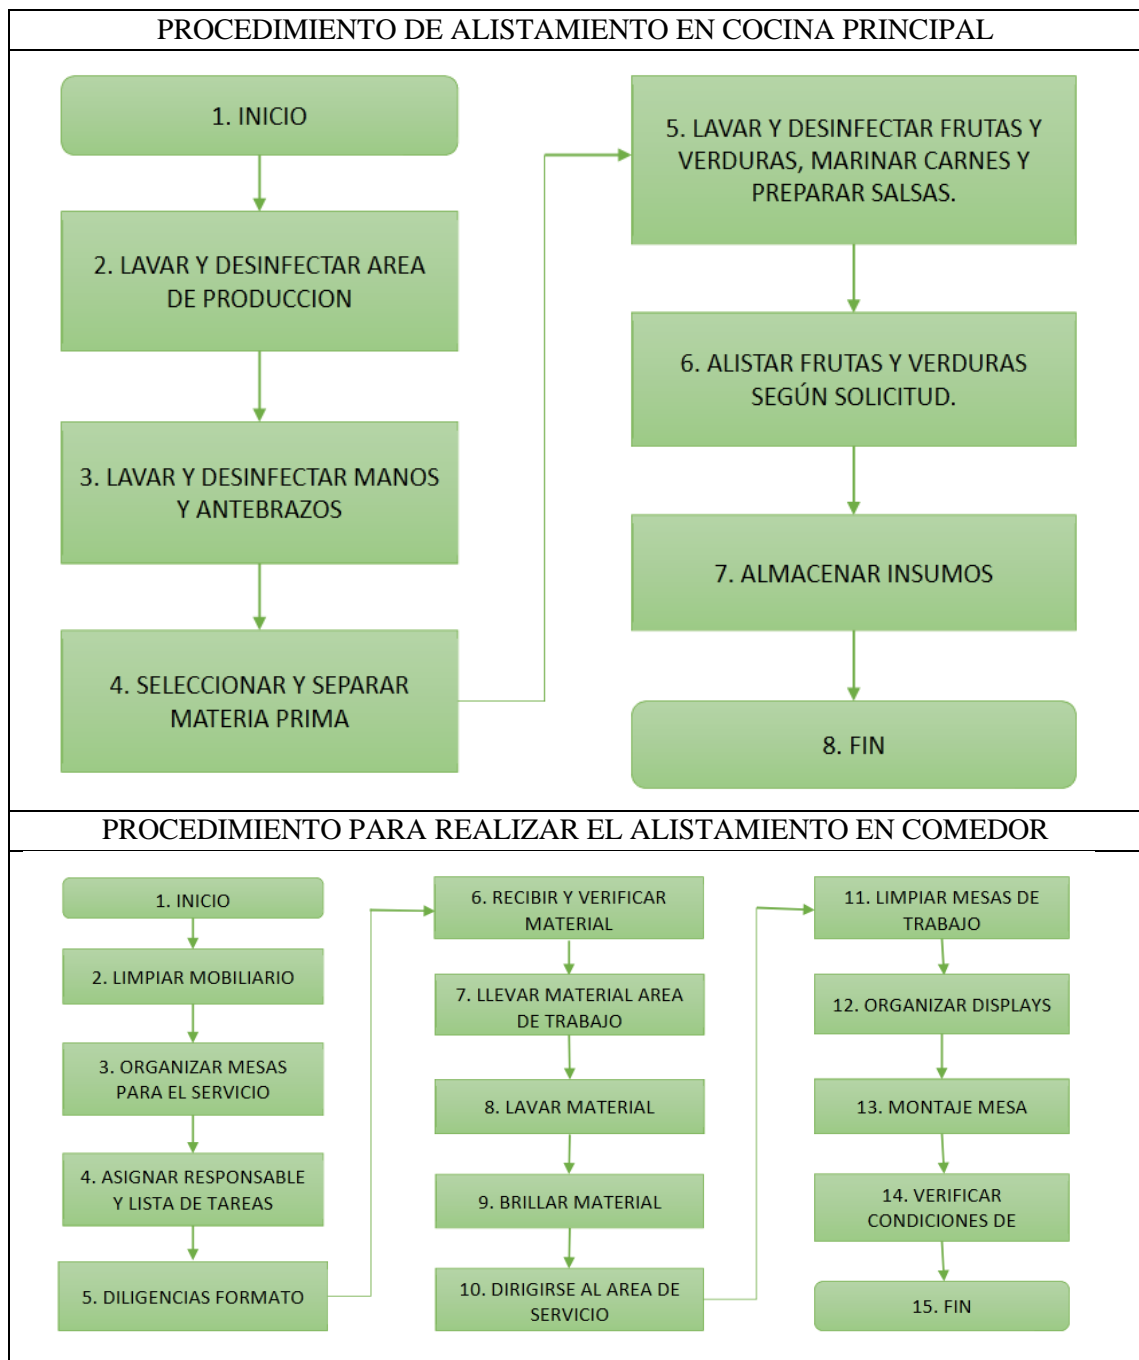 PROCEDIMIENTO DE ALISTAMIENTO EN COCINA PRINCIPAL
1. INICIO
2. LAVAR Y DESINFECTAR AREA
DE PRODUCCION
3. LAVAR Y DESINFECTAR MANOS
Y ANTEBRAZOS
4. SELECCIONAR Y SEPARAR
MATERIA PRIMA
5. LAVAR Y DESINFECTAR FRUTAS Y
VERDURAS, MARINAR CARNES Y
PREPARAR SALSAS.
6. ALISTAR FRUTAS Y VERDURAS
SEGÚN SOLICITUD.
7. ALMACENAR INSUMOS
8. FIN
PROCEDIMIENTO PARA REALIZAR EL ALISTAMIENTO EN COMEDOR
1. INICIO
2. LIMPIAR MOBILIARIO
3. ORGANIZAR MESAS
PARA EL SERVICIO
4. ASIGNAR RESPONSABLE
Y LISTA DE TAREAS
5. DILIGENCIAS FORMATO
6. RECIBIR Y VERIFICAR
MATERIAL
7. LLEVAR MATERIAL AREA
DE TRABAJO
8. LAVAR MATERIAL
9. BRILLAR MATERIAL
10. DIRIGIRSE AL AREA DE
SERVICIO
11. LIMPIAR MESAS DE
TRABAJO
12. ORGANIZAR DISPLAYS
13. MONTAJE MESA
14. VERIFICAR
CONDICIONES DE
15. FIN